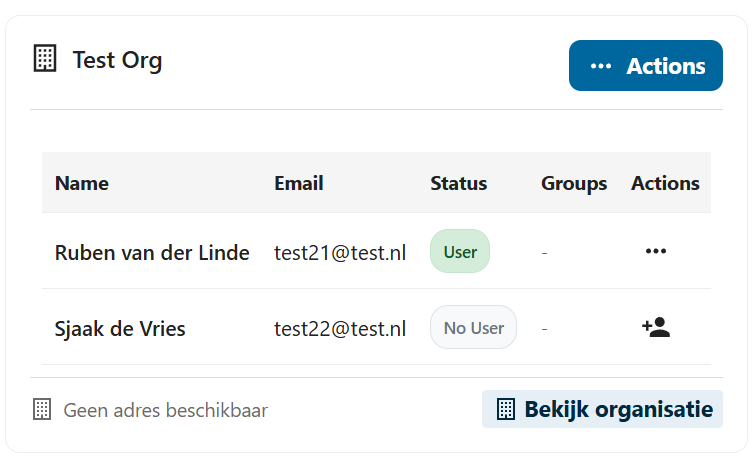 Test Org
Actions
Name Email Status Groups Actions
Ruben van der Linde test21@test.nl User -
Sjaak de Vries test22@test.nl No User -
Geen adres beschikbaar
Bekijk organisatie